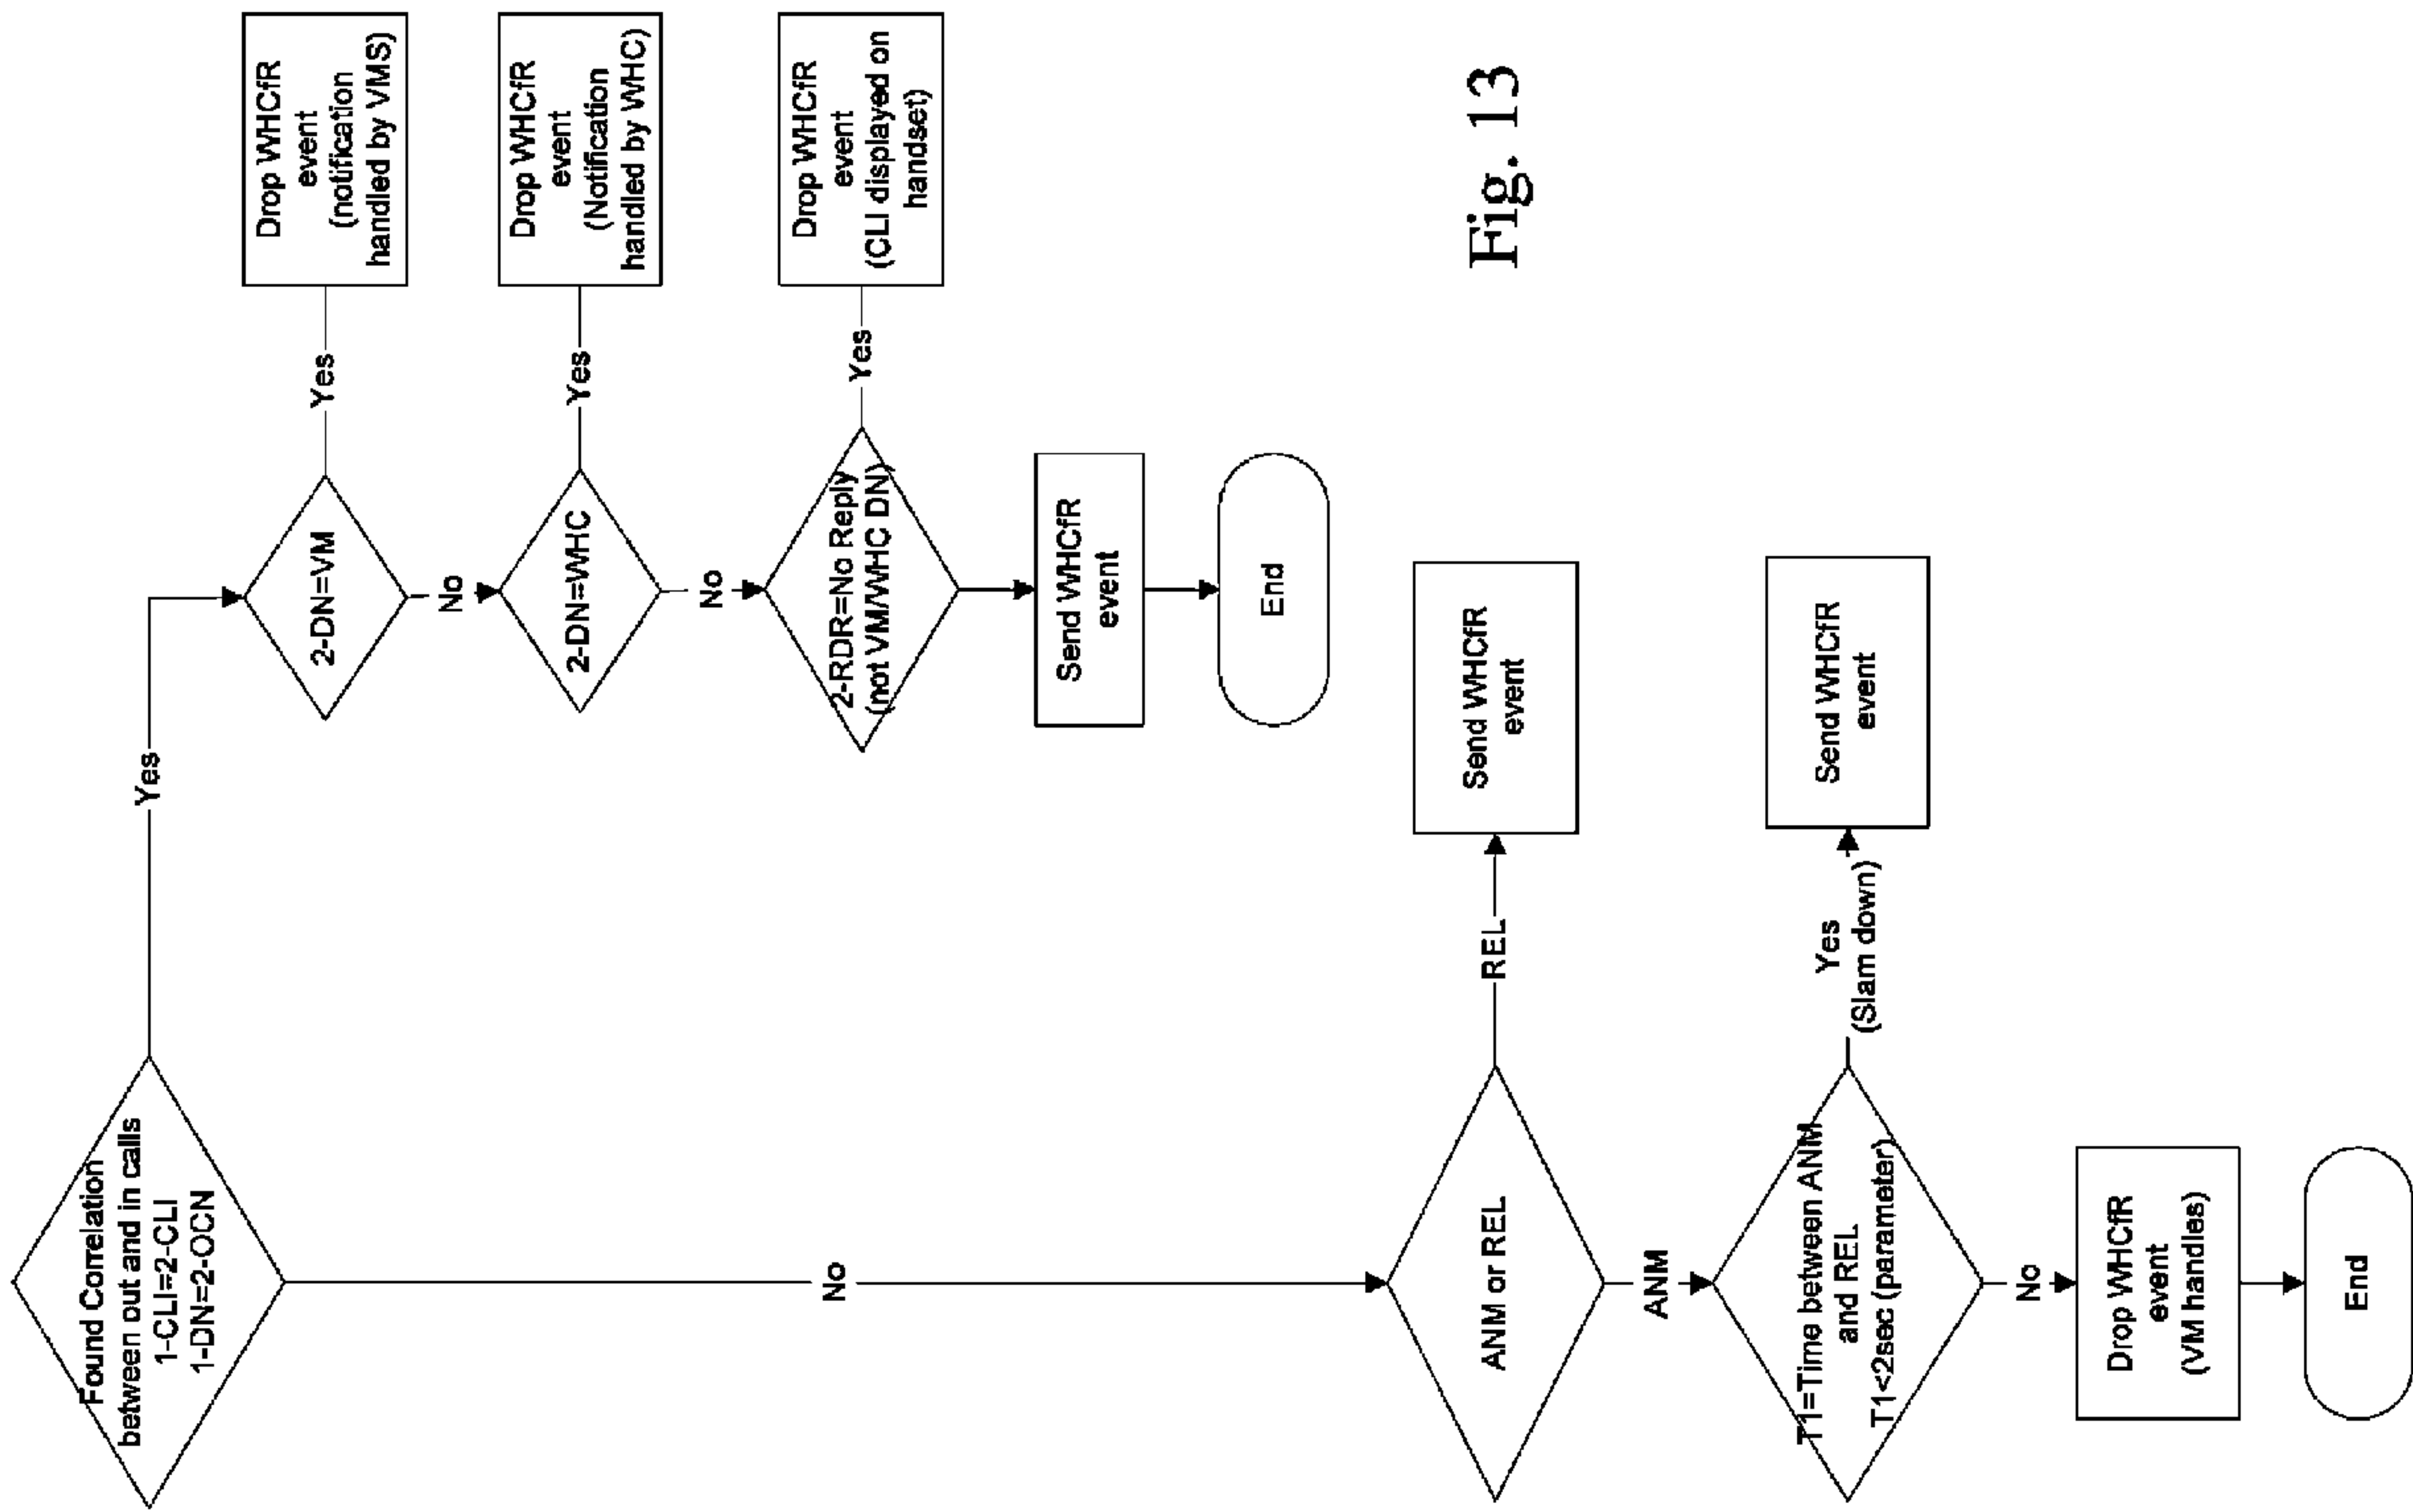 Found Correlation
between out and in calls
1-CLI=2-CLI
1-DN=2-OCN
Yes
2-DN=VM
Yes
Drop WHCfR
event
(notification
handled by VMS)
No
2-DN=WHC
Yes
Drop WHCfR
event
(Notification
handled by WHC)
No
2-RDR=No Reply
(not VM/WHC DN)
Yes
Drop WHCfR
event
(CLI displayed on
handset)
Send WHCfR
event
End
No
ANM or REL
REL
Send WHCfR
event
ANM
T1=Time between ANM
and REL
T1<2sec (parameter)
Yes
(Slam down)
Send WHCfR
event
No
Drop WHCfR
event
(VM handles)
End
Fig. 13